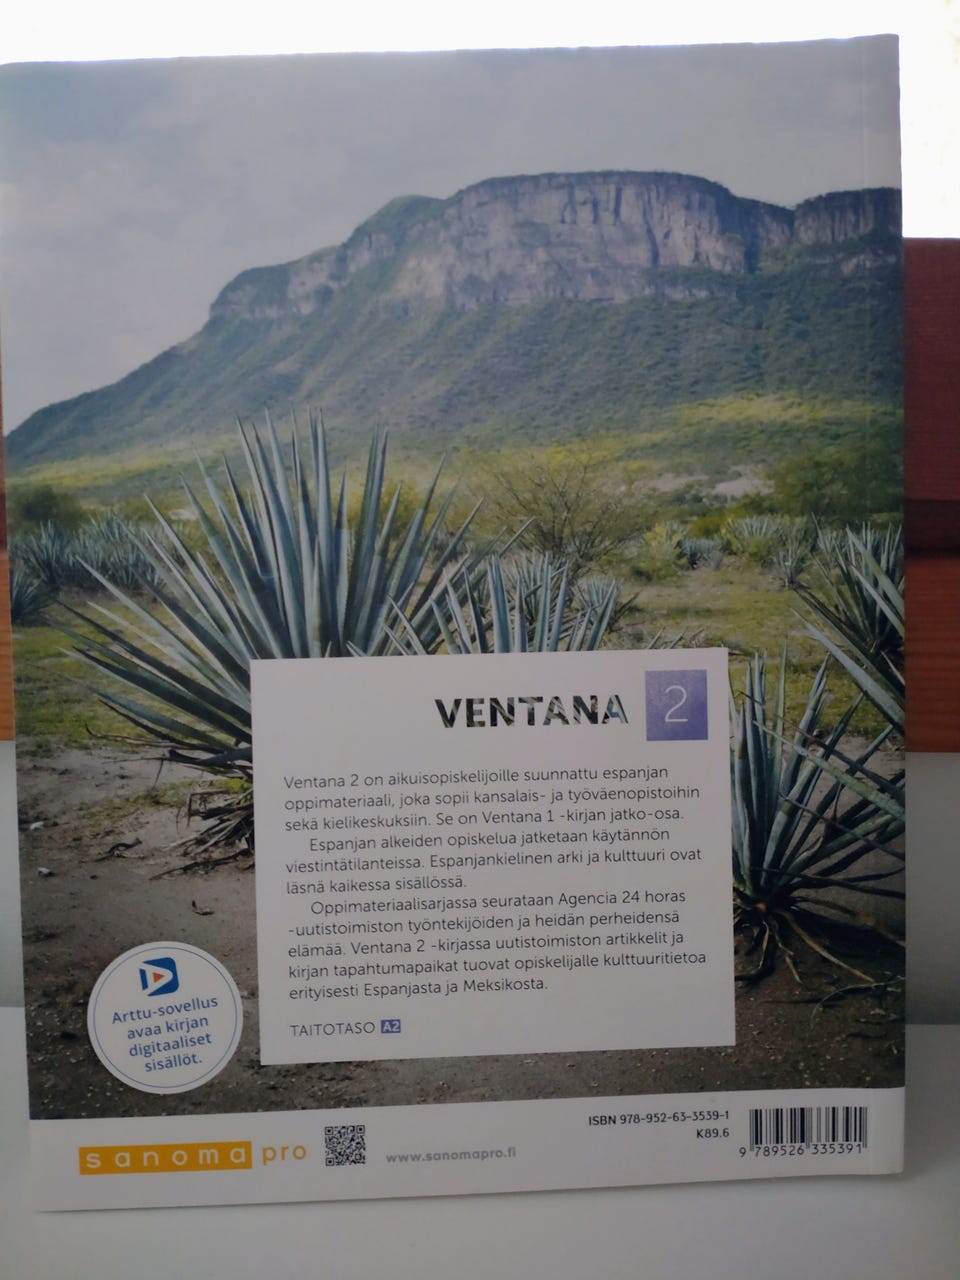 VENTANA 2
Ventana 2 on aikuisopiskelijoille suunnattu espanjan
oppimateriaali, joka sopii kansalais- ja työväenopistoihin
sekä kielikeskuksiin. Se on Ventana 1 -kirjan jatko-osa.
Espanjan alkeiden opiskelua jatketaan käytännön
viestintätilanteissa. Espanjankielinen arki ja kulttuuri ovat
läsnä kaikessa sisällössä.
Oppimateriaalisarjassa seurataan Agencia 24 horas
-uutistoimiston työntekijöiden ja heidän perheidensä
elämää. Ventana 2 -kirjassa uutistoimiston artikkelit ja
kirjan tapahtumapaikat tuovat opiskelijalle kulttuuritietoa
erityisesti Espanjasta ja Meksikosta.
TAITOTASO A2
Arttu-sovellus
avaa kirjan
digitaaliset
sisällöt.
sanoma pro
www.sanomapro.fi
ISBN 978-952-63-3539-1
K89.6
9 789526 335391